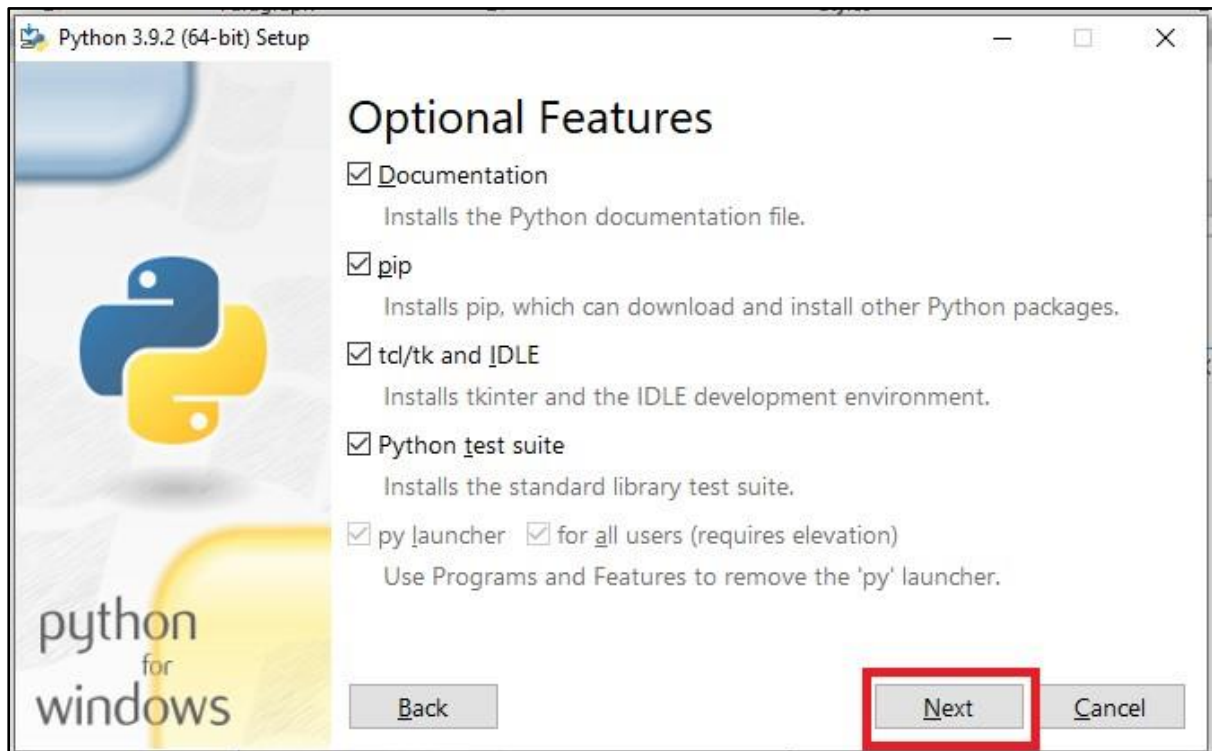 Python 3.9.2 (64-bit) Setup
Optional Features
Documentation
Installs the Python documentation file.
pip
Installs pip, which can download and install other Python packages.
tcl/tk and IDLE
Installs tkinter and the IDLE development environment.
Python test suite
Installs the standard library test suite.
py launcher for all users (requires elevation)
Use Programs and Features to remove the 'py' launcher.
python
for
windows
Back Next Cancel